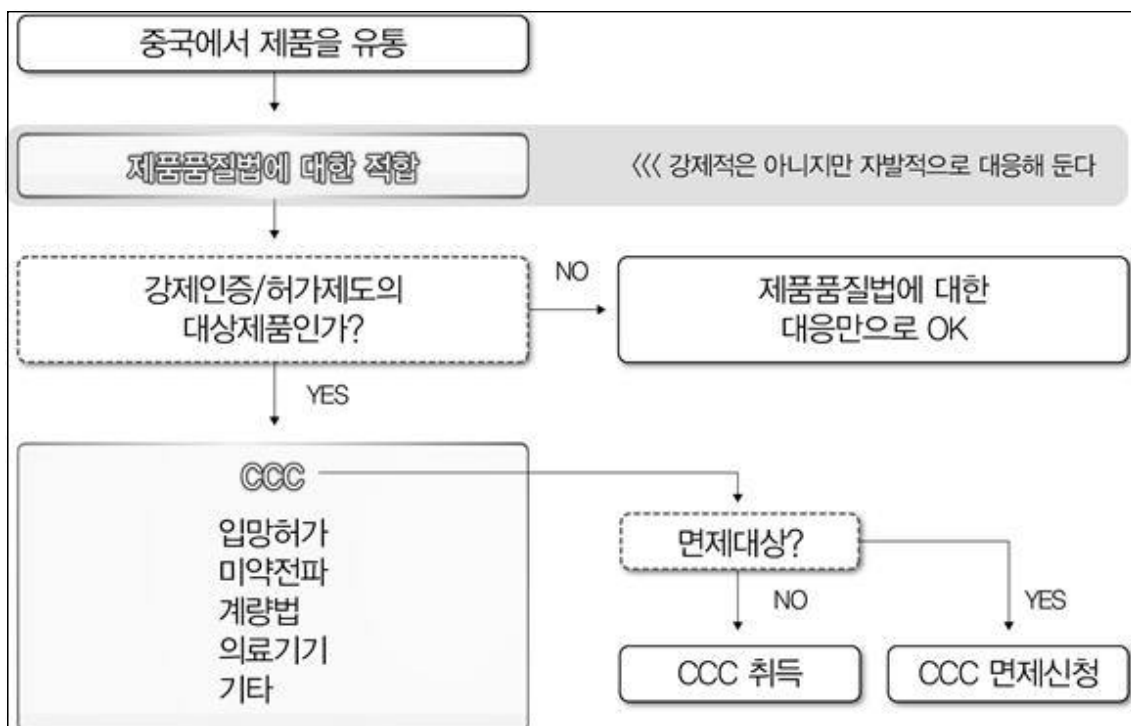 중국에서 제품을 유통
제품품질법에 대한 적합
<<< 강제적은 아니지만 자발적으로 대응해 둔다
강제인증/허가제도의
대상제품인가?
NO
제품품질법에 대한
대응만으로 OK
YES
CCC
입망허가
미약전파
계량법
의료기기
기타
면제대상?
NO
YES
CCC 취득
CCC 면제신청